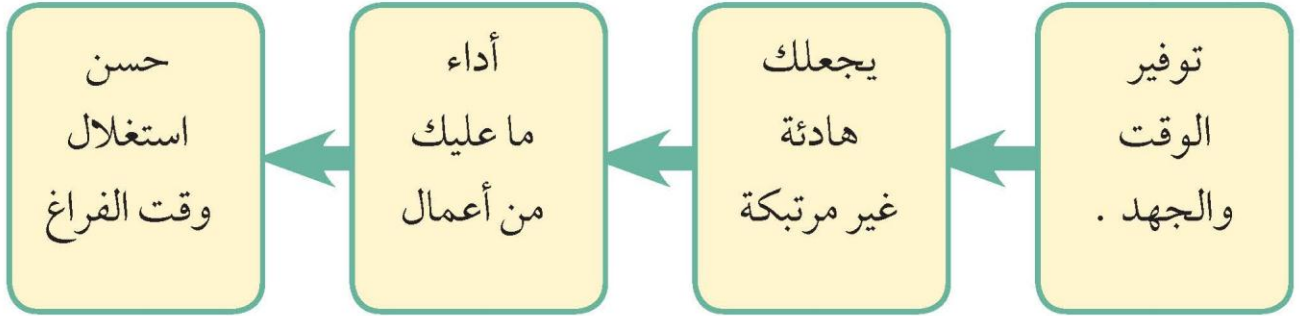 توفير
الوقت
والجهد .
يجعلك
هادئة
غير مرتبكة
أداء
ما عليك
من أعمال
حسن
استغلال
وقت الفراغ